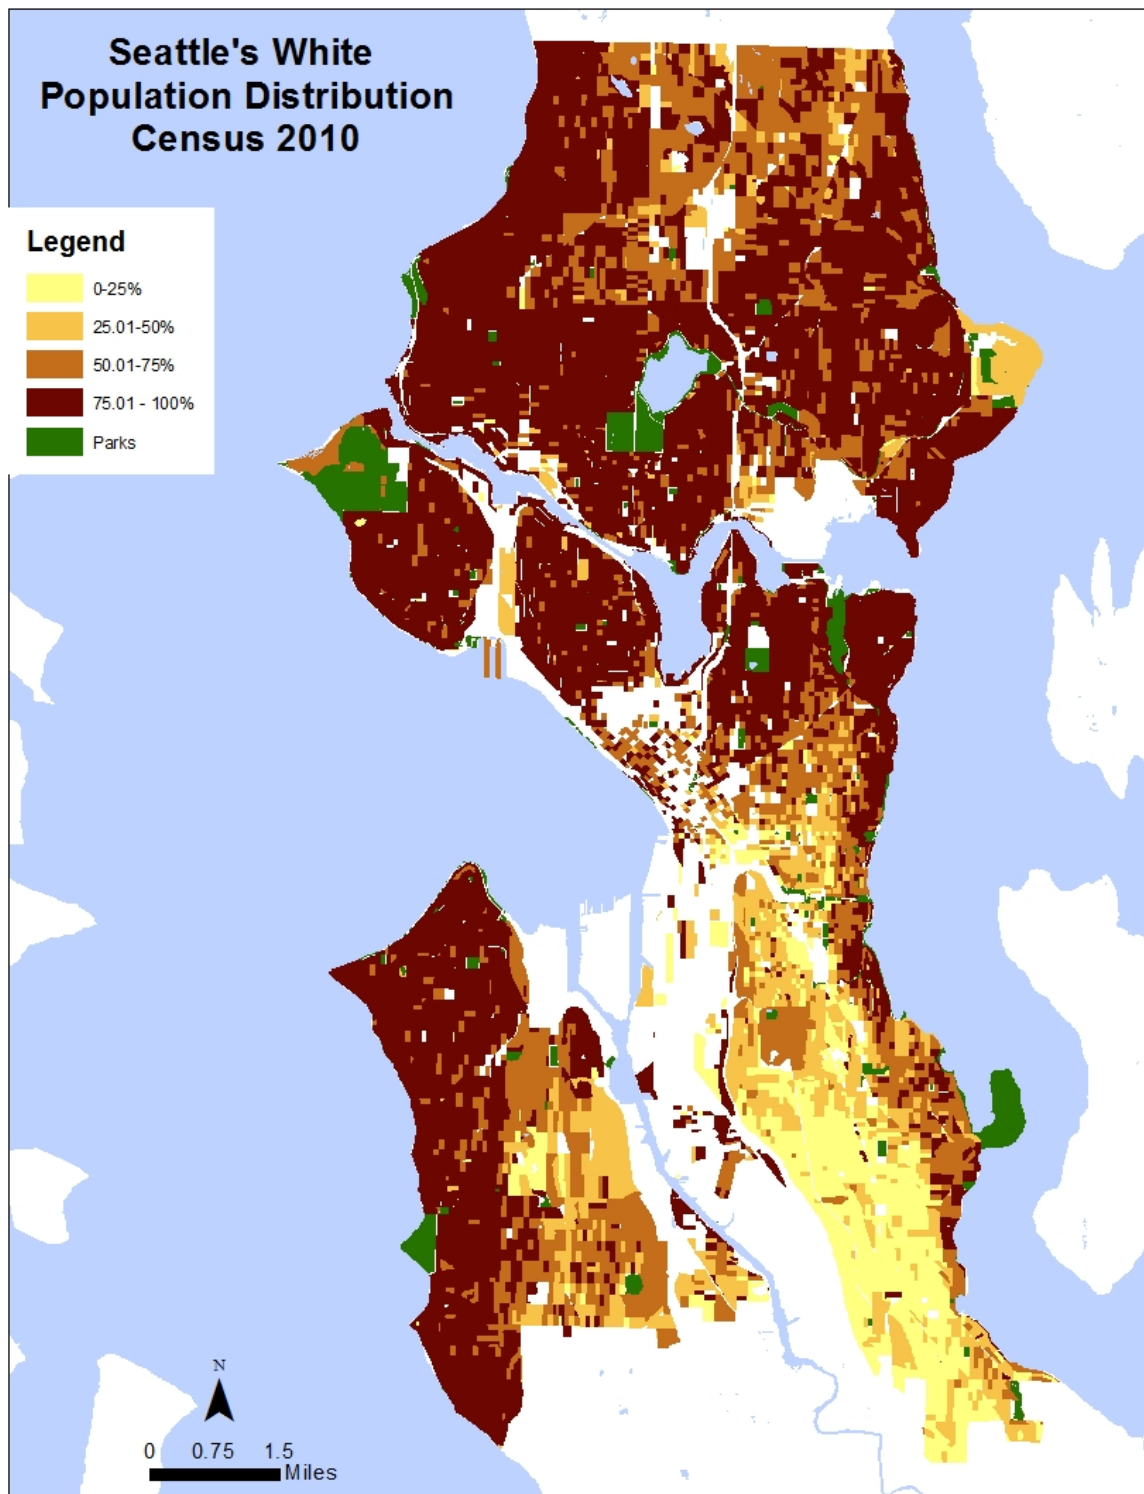 Seattle's White
Population Distribution
Census 2010
Legend
0-25%
25.01-50%
50.01-75%
75.01 - 100%
Parks
N
0 0.75 1.5
Miles